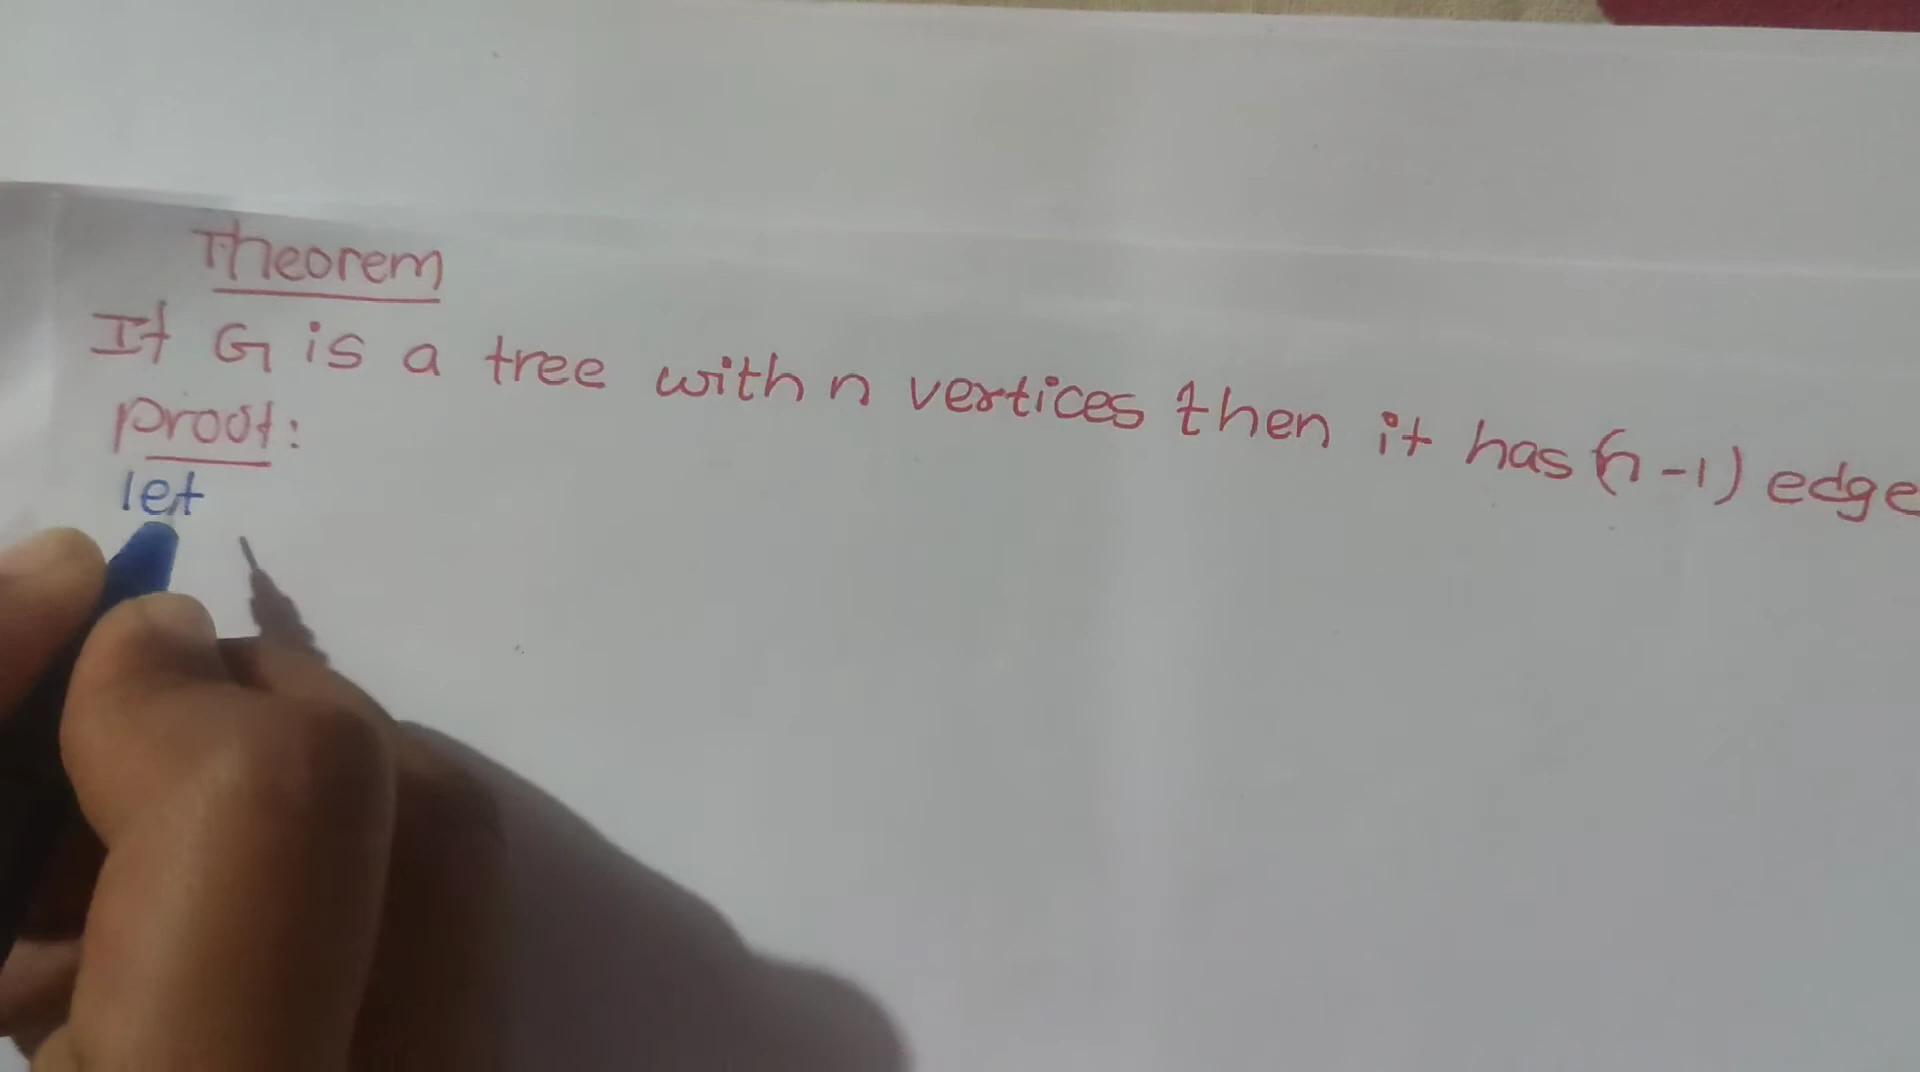 Theorem
If G is a tree with n vertices then it has (n-1) edge
proof:
let